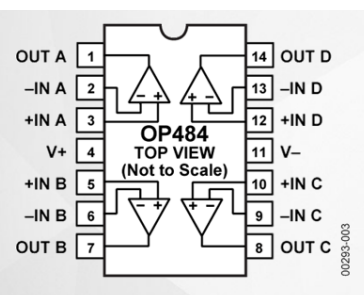 OUT A 1 14 OUT D
–IN A 2 13 –IN D
– + + –
+IN A 3 12 +IN D
OP484
V+ 4 TOP VIEW 11 V–
(Not to Scale)
+IN B 5 10 +IN C
– + + –
–IN B 6 9 –IN C
OUT B 7 8 OUT C
00293-003